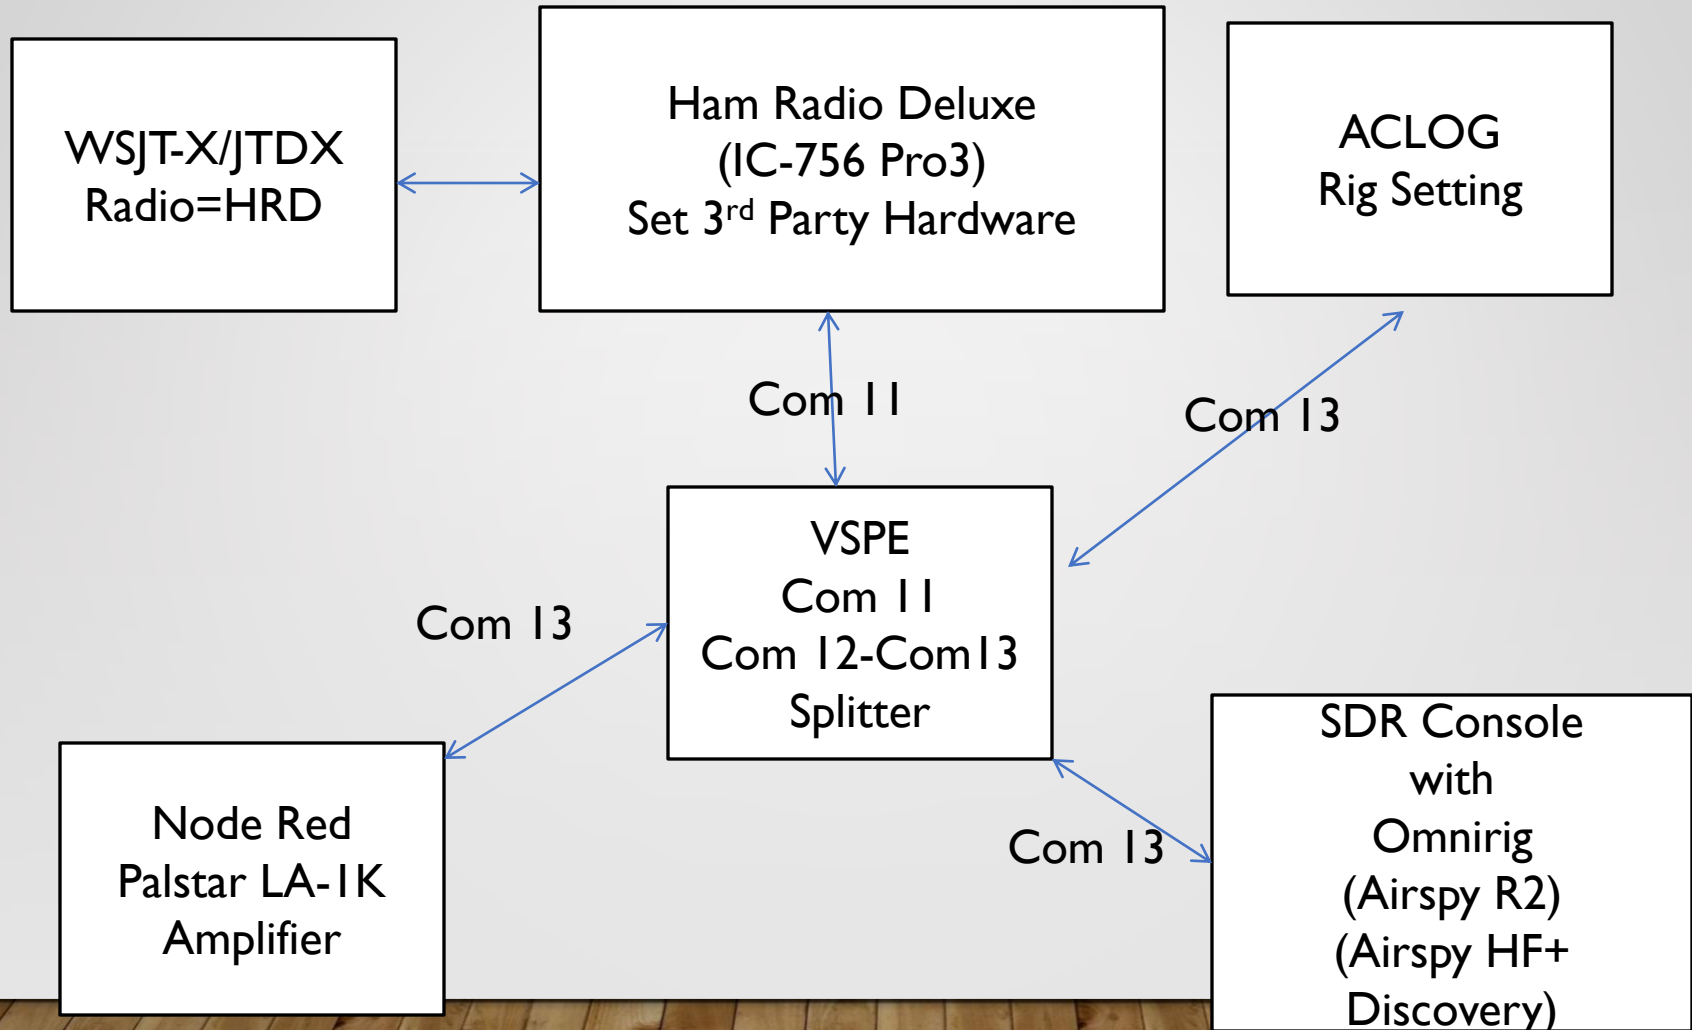 WSJT-X/JTDX
Radio=HRD
Ham Radio Deluxe
(IC-756 Pro3)
Set 3rd Party Hardware
ACLOG
Rig Setting
Com 11
Com 13
VSPE
Com 11
Com 12-Com13
Splitter
Com 13
Node Red
Palstar LA-1K
Amplifier
Com 13
SDR Console
with
Omnirig
(Airspy R2)
(Airspy HF+
Discovery)